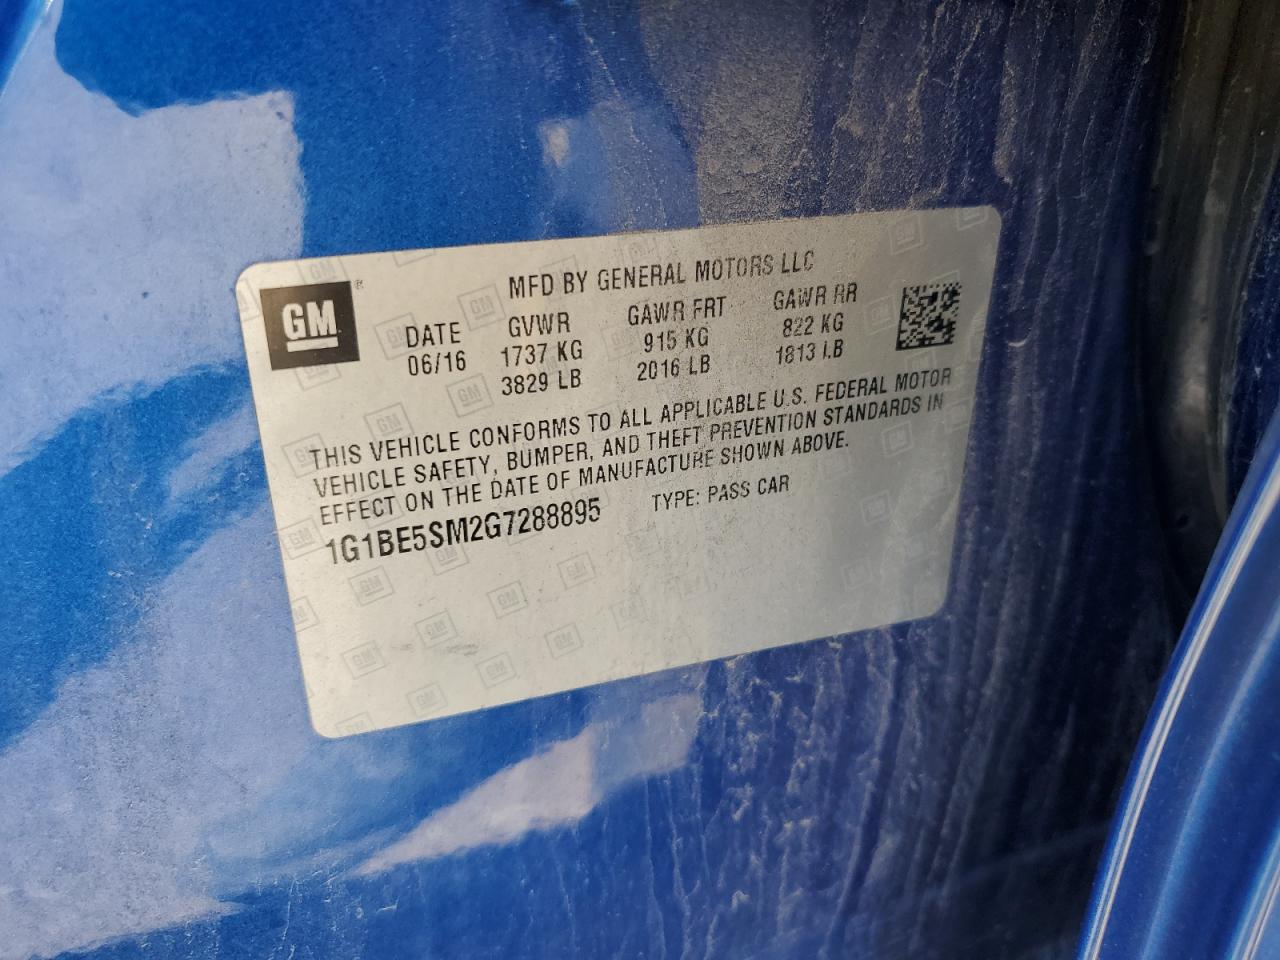 GM ®
MFD BY GENERAL MOTORS LLC
DATE GVWR GAWR FRT GAWR RR
06/16 1737 KG 915 KG 822 KG
3829 LB 2016 LB 1813 LB
THIS VEHICLE CONFORMS TO ALL APPLICABLE U.S. FEDERAL MOTOR
VEHICLE SAFETY, BUMPER, AND THEFT PREVENTION STANDARDS IN
EFFECT ON THE DATE OF MANUFACTURE SHOWN ABOVE.
1G1BE5SM2G7288895 TYPE: PASS CAR